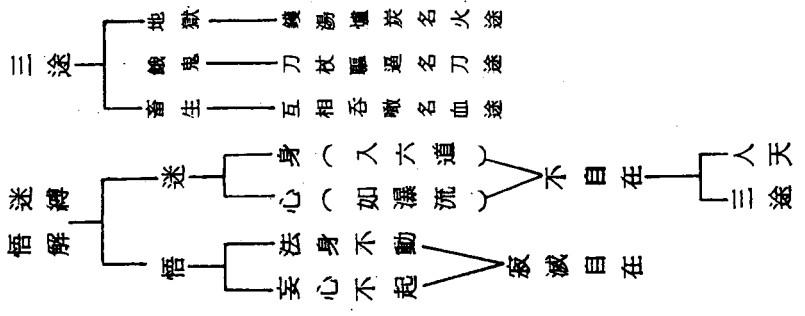 三途
地獄
鑊湯爐炭名火途
餓鬼
刀杖驅逼名刀途
畜生
互相呑噉名血途
迷縛
悟解
迷
身(入六道)
心(如瀑流)
不自在
人天
三途
悟
法身不動
妄心不起
寂滅自在